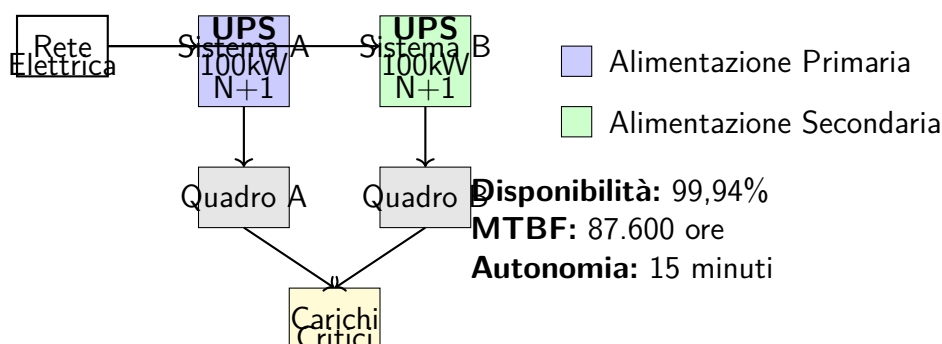 Rete
Elettrica
UPS
Sistema A
100kW
N+1
UPS
Sistema B
100kW
N+1
Alimentazione Primaria
Alimentazione Secondaria
Quadro A
Quadro B
Disponibilità: 99,94%
MTBF: 87.600 ore
Autonomia: 15 minuti
Carichi
Critici